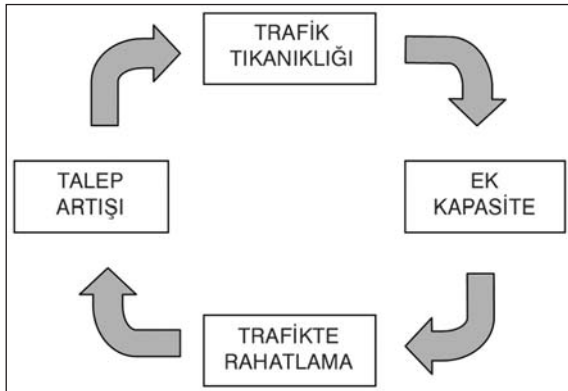 TRAFİK
TIKANIKLIĞI
EK
KAPASİTE
TRAFİKTE
RAHATLAMA
TALEP
ARTIŞI